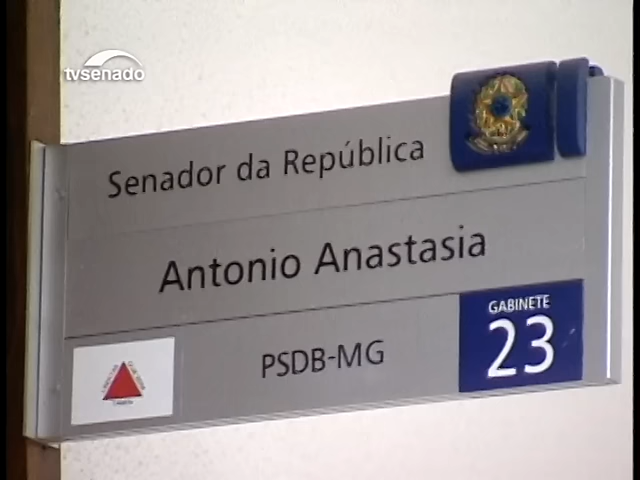 tvsenado
Senador da República
Antonio Anastasia
PSDB-MG
GABINETE
23